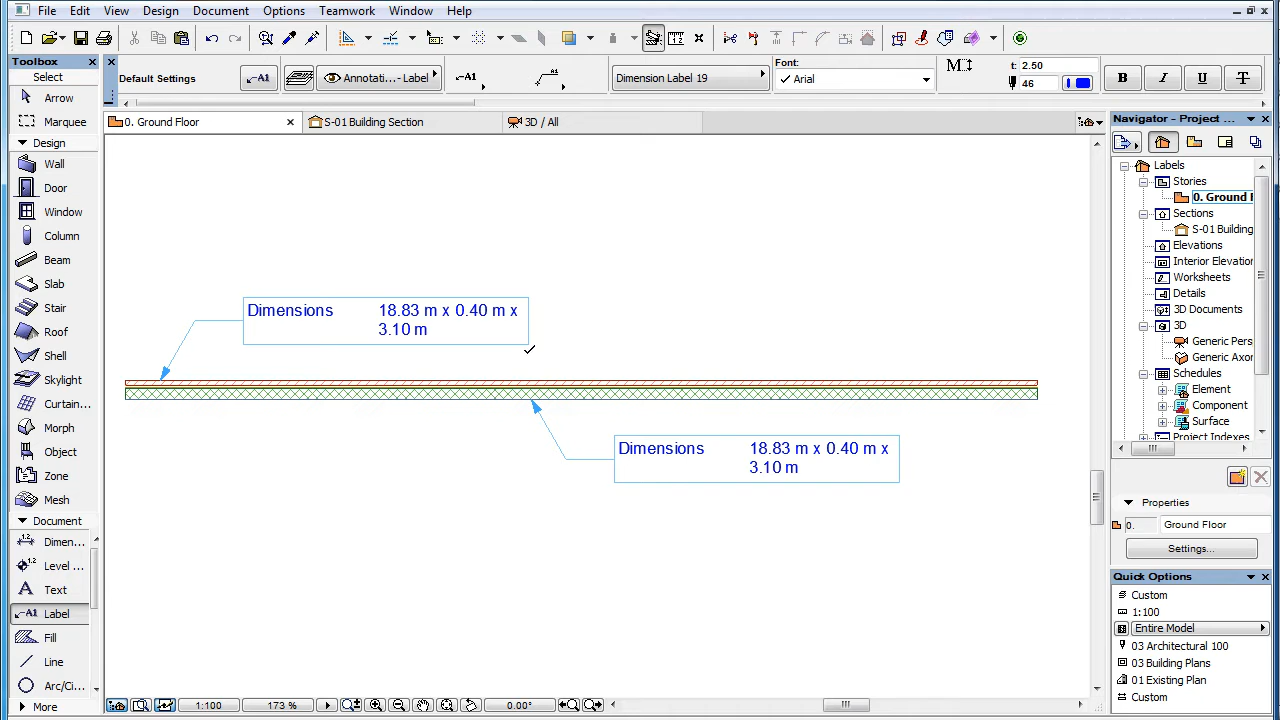 File Edit View Design Document Options Teamwork Window Help
Toolbox
Select
Arrow
Marquee
Design
Wall
Door
Window
Column
Beam
Slab
Stair
Roof
Shell
Skylight
Curtain...
Morph
Object
Zone
Mesh
Document
Dimen...
Level ...
Text
Label
Fill
Line
Arc/Ci...
More
Default Settings
A1
Annotati...- Label
A1
A1
Dimension Label 19
Font:
Arial
M
t: 2.50
46
B I U T
0. Ground Floor
S-01 Building Section
3D / All
Dimensions 18.83 m x 0.40 m x
3.10 m
Dimensions 18.83 m x 0.40 m x
3.10 m
1:100
173 %
0.00°
Navigator - Project ...
Labels
Stories
0. Ground F
Sections
S-01 Building
Elevations
Interior Elevatio
Worksheets
Details
3D Documents
3D
Generic Pers
Generic Axo
Schedules
Element
Component
Surface
Project Indexes
Properties
0. Ground Floor
Settings...
Quick Options
Custom
1:100
Entire Model
03 Architectural 100
03 Building Plans
01 Existing Plan
Custom